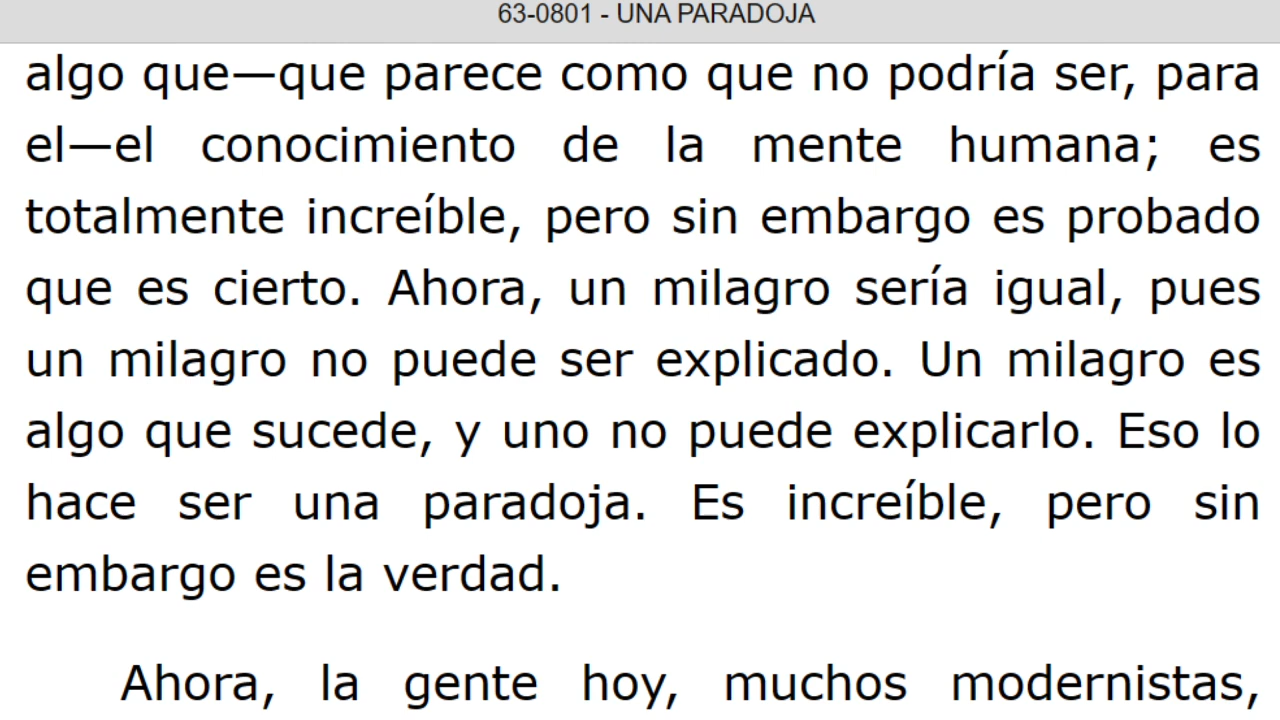 63-0801 - UNA PARADOJA
algo que—que parece como que no podría ser, para
el—el conocimiento de la mente humana; es
totalmente increíble, pero sin embargo es probado
que es cierto. Ahora, un milagro sería igual, pues
un milagro no puede ser explicado. Un milagro es
algo que sucede, y uno no puede explicarlo. Eso lo
hace ser una paradoja. Es increíble, pero sin
embargo es la verdad.
Ahora, la gente hoy, muchos modernistas,